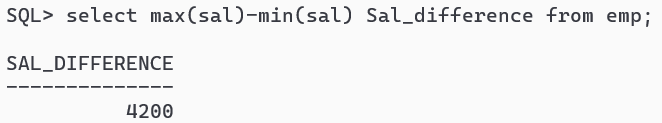 SQL> select max(sal)-min(sal) Sal_difference from emp;
SAL_DIFFERENCE
--------------
4200